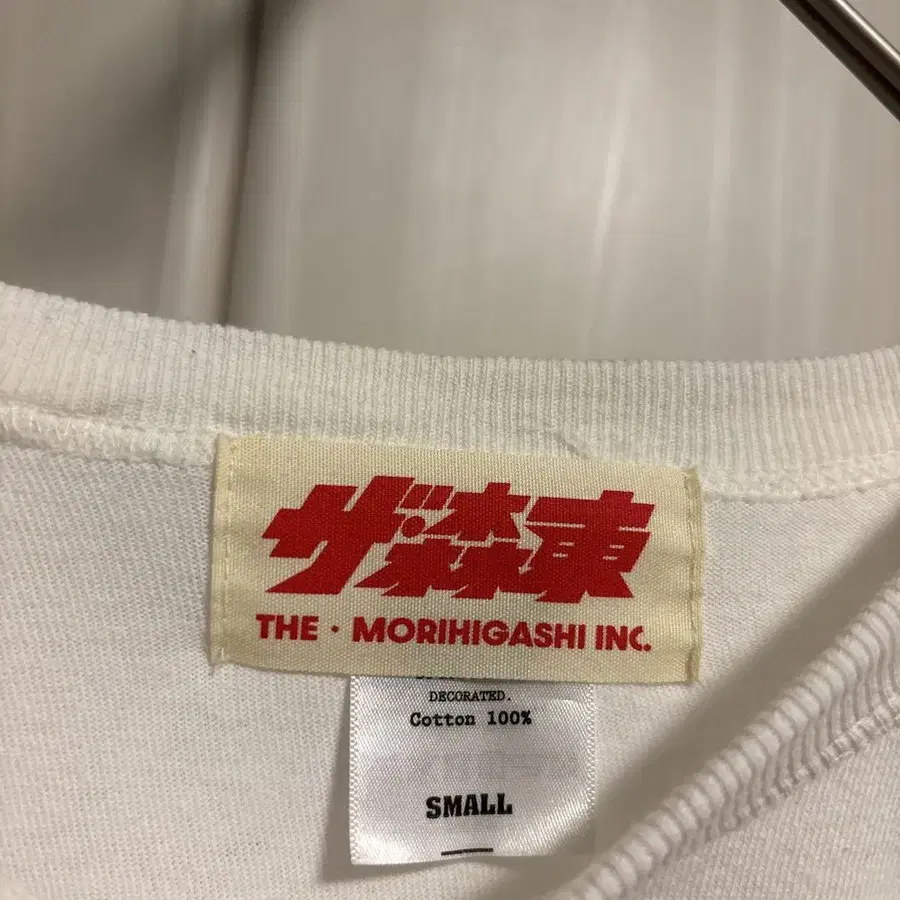 ザ・森東
THE · MORIHIGASHI INC.
DECORATED.
Cotton 100%
SMALL